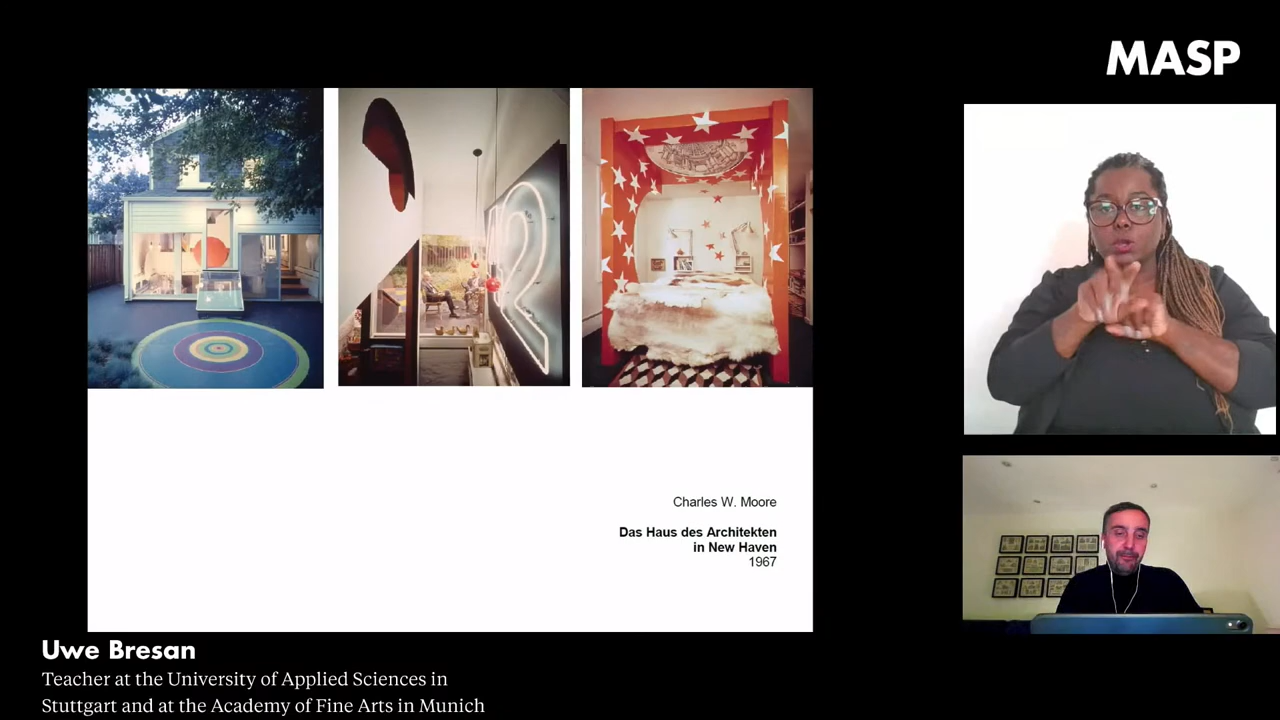 MASP
Charles W. Moore
Das Haus des Architekten
in New Haven
1967
Uwe Bresan
Teacher at the University of Applied Sciences in
Stuttgart and at the Academy of Fine Arts in Munich